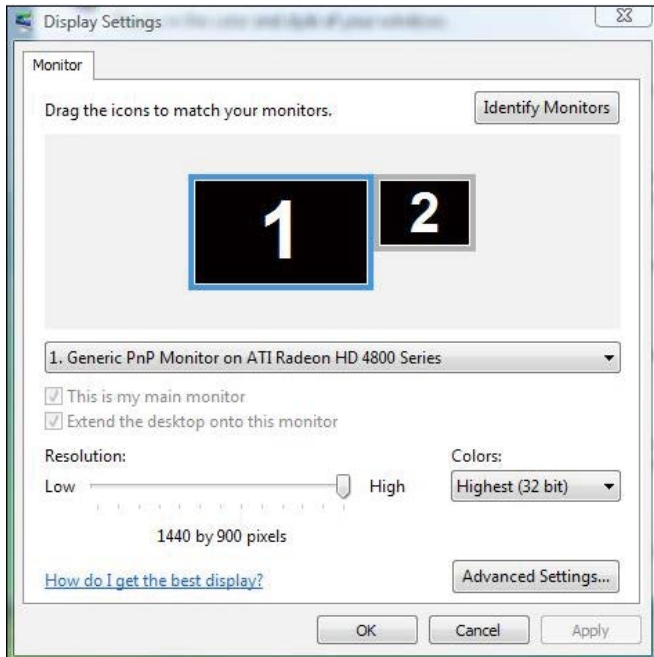 Display Settings
Monitor
Drag the icons to match your monitors.
Identify Monitors
1
2
1. Generic PnP Monitor on ATI Radeon HD 4800 Series
This is my main monitor
Extend the desktop onto this monitor
Resolution:
Colors:
Low
High
Highest (32 bit)
1440 by 900 pixels
How do I get the best display?
Advanced Settings...
OK
Cancel
Apply